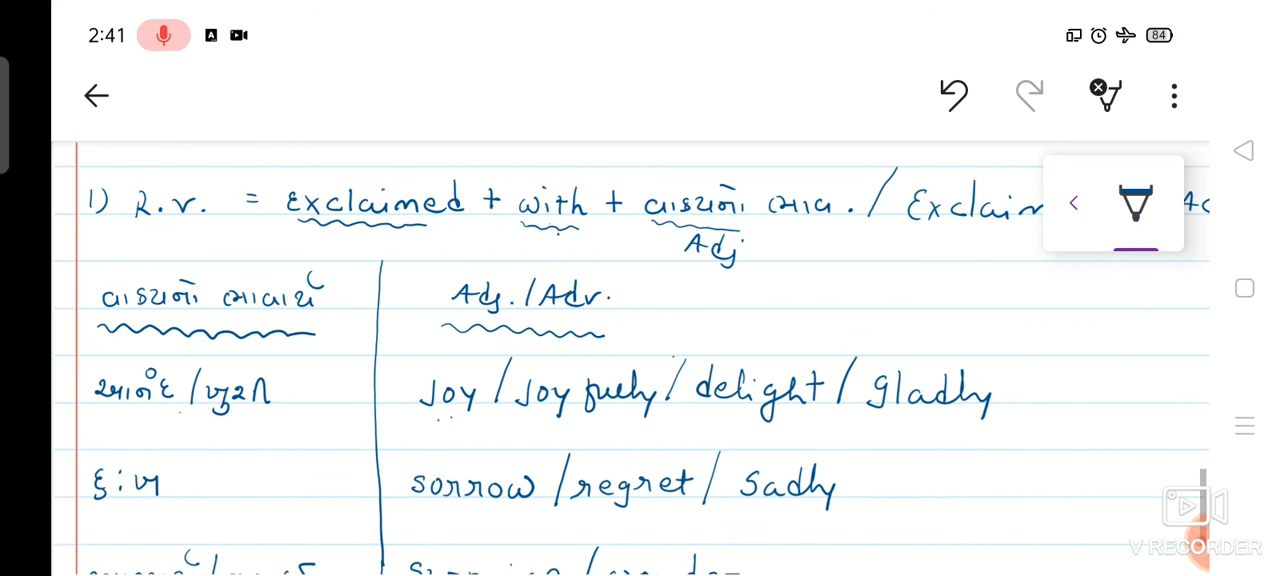 2:41 A 84
1) R.V. = Exclaimed + with + વાક્યનો ભાવ. / Exclaim
Adj
વાક્યનો ભાવાર્થ Adj. / Adv.
આનંદ / ખુશી Joy / Joyfully / delight / gladly
દુ:ખ sorrow / regret / sadly
V RECORDER